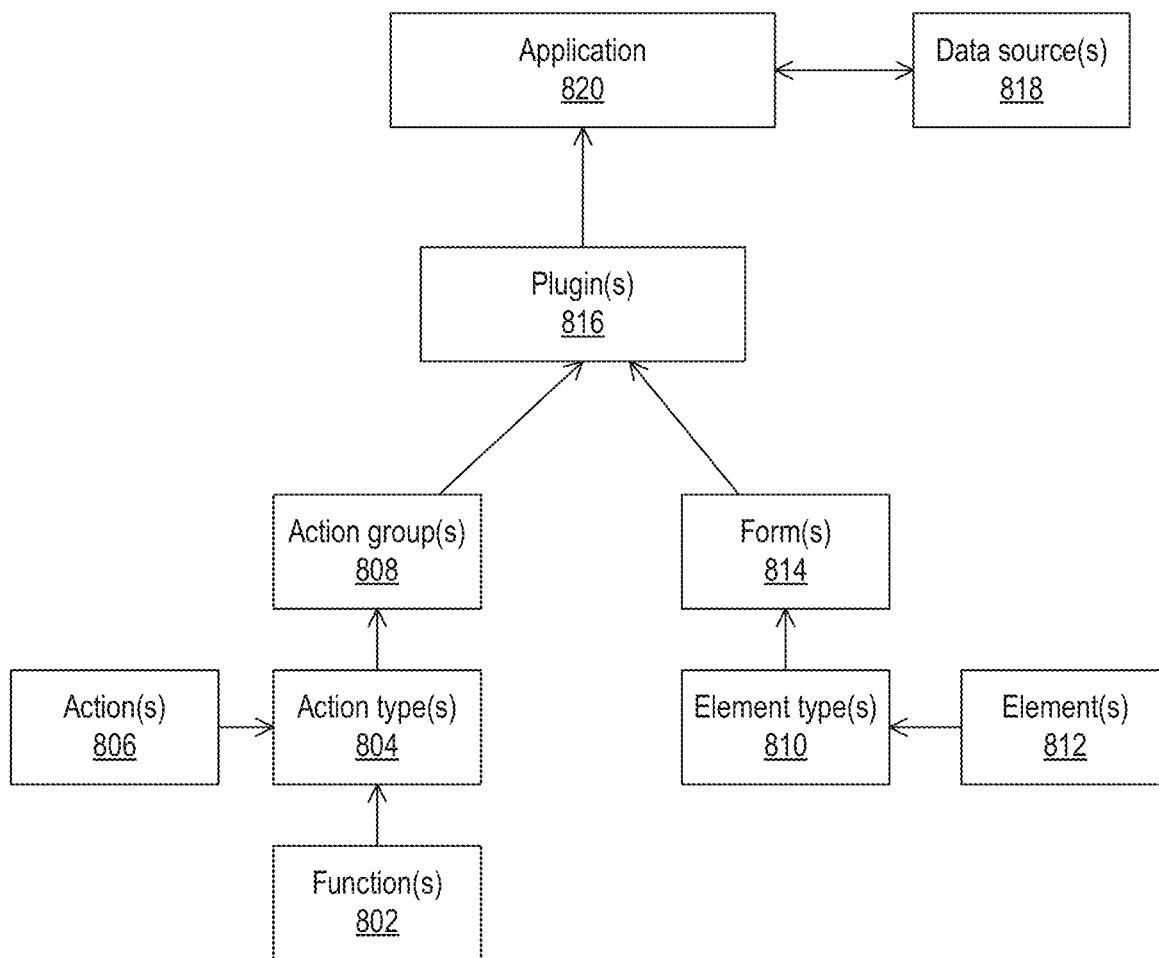 Application
820
Data source(s)
818
Plugin(s)
816
Action group(s)
808
Form(s)
814
Action(s)
806
Action type(s)
804
Element type(s)
810
Element(s)
812
Function(s)
802